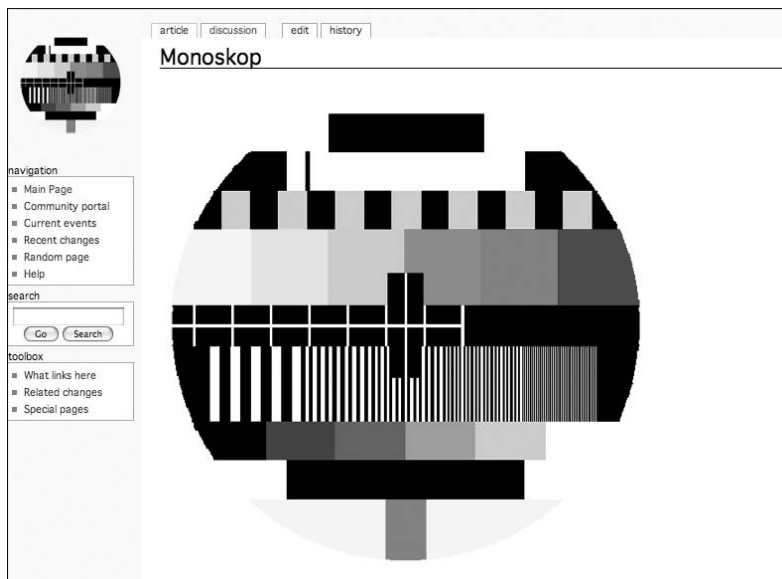 article discussion edit history
Monoskop
navigation
Main Page
Community portal
Current events
Recent changes
Random page
Help
search
Go Search
toolbox
What links here
Related changes
Special pages